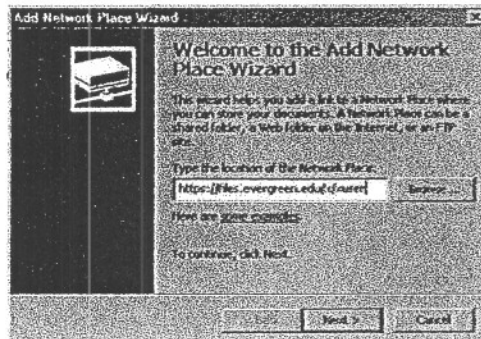 Add Network Place Wizard
Welcome to the Add Network
Place Wizard
This wizard helps you add a link to a Network Place where
you can store your documents. A Network Place can be a
shared folder, a Web folder on the Internet, or an FTP
site.
Type the location of the Network Place:
https://files.evergreen.edu/
Browse ...
Here are some examples.
To continue, click Next.
Next >
Cancel